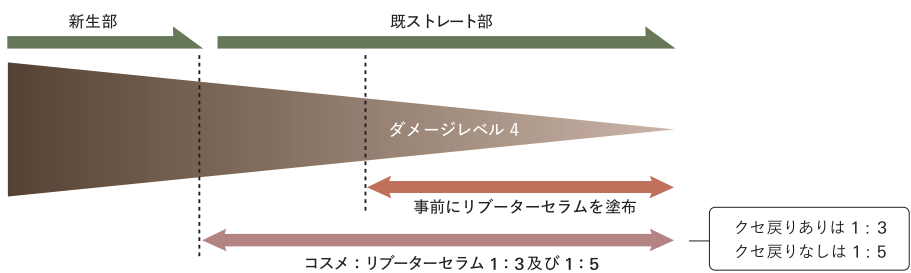 新生部
既ストレート部
ダメージレベル 4
事前にリブーターセラムを塗布
コスメ：リブーターセラム 1：3及び 1：5
クセ戻りありは 1：3
クセ戻りなしは 1：5